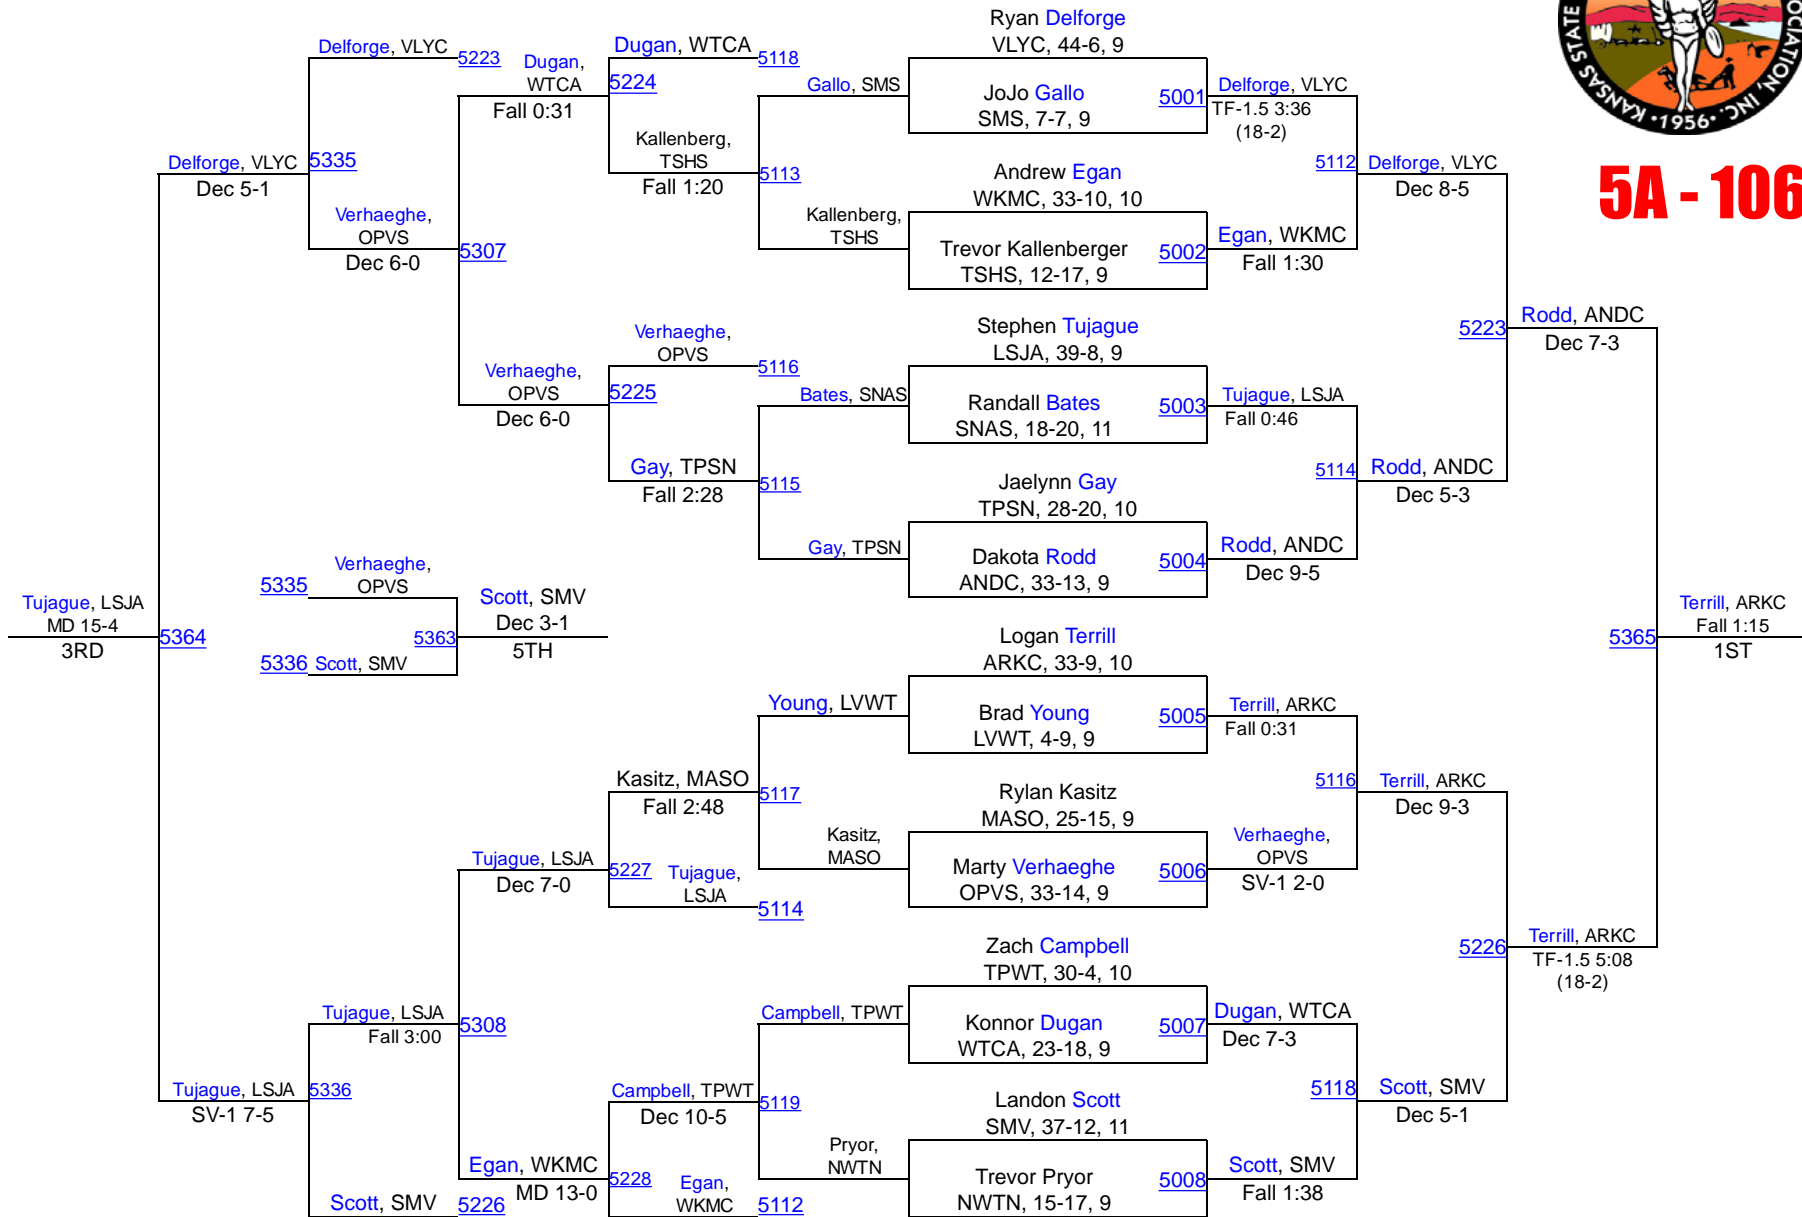 KANSAS STATE
OCIATION, INC.
•1956•
5A - 106
Delforge, VLYC
5223
Dugan,
WTCA
Fall 0:31
Dugan, WTCA
5118
5224
Gallo, SMS
Kallenberg,
TSHS
Fall 1:20
5113
Kallenberg,
TSHS
Delforge, VLYC
Dec 5-1
5335
Verhaeghe,
OPVS
Dec 6-0
5307
Verhaeghe,
OPVS
Dec 6-0
5225
Verhaeghe,
OPVS
5116
Bates, SNAS
Gay, TPSN
Fall 2:28
5115
Gay, TPSN
Ryan Delforge
VLYC, 44-6, 9
JoJo Gallo
SMS, 7-7, 9
5001
Delforge, VLYC
TF-1.5 3:36
(18-2)
Andrew Egan
WKMC, 33-10, 10
Trevor Kallenberger
TSHS, 12-17, 9
5002
Egan, WKMC
Fall 1:30
5112
Delforge, VLYC
Dec 8-5
Stephen Tujague
LSJA, 39-8, 9
Randall Bates
SNAS, 18-20, 11
5003
Tujague, LSJA
Fall 0:46
Jaelynn Gay
TPSN, 28-20, 10
Dakota Rodd
ANDC, 33-13, 9
5004
Rodd, ANDC
Dec 9-5
5114
Rodd, ANDC
Dec 5-3
5223
Rodd, ANDC
Dec 7-3
Tujague, LSJA
MD 15-4
3RD
5364
5335
Verhaeghe,
OPVS
5336
Scott, SMV
5363
Scott, SMV
Dec 3-1
5TH
5365
Terrill, ARKC
Fall 1:15
1ST
Logan Terrill
ARKC, 33-9, 10
Brad Young
LVWT, 4-9, 9
5005
Terrill, ARKC
Fall 0:31
Rylan Kasitz
MASO, 25-15, 9
Marty Verhaeghe
OPVS, 33-14, 9
5006
Verhaeghe,
OPVS
SV-1 2-0
5116
Terrill, ARKC
Dec 9-3
Zach Campbell
TPWT, 30-4, 10
Konnor Dugan
WTCA, 23-18, 9
5007
Dugan, WTCA
Dec 7-3
Landon Scott
SMV, 37-12, 11
Trevor Pryor
NWTN, 15-17, 9
5008
Scott, SMV
Fall 1:38
5118
Scott, SMV
Dec 5-1
5226
Terrill, ARKC
TF-1.5 5:08
(18-2)
Young, LVWT
Kasitz, MASO
Fall 2:48
5117
Kasitz,
MASO
Tujague, LSJA
Dec 7-0
5227
Tujague,
LSJA
5114
Tujague, LSJA
Fall 3:00
5308
Campbell, TPWT
Campbell, TPWT
Dec 10-5
5119
Pryor,
NWTN
Tujague, LSJA
SV-1 7-5
5336
Egan, WKMC
MD 13-0
5228
Egan,
WKMC
5112
Scott, SMV
5226